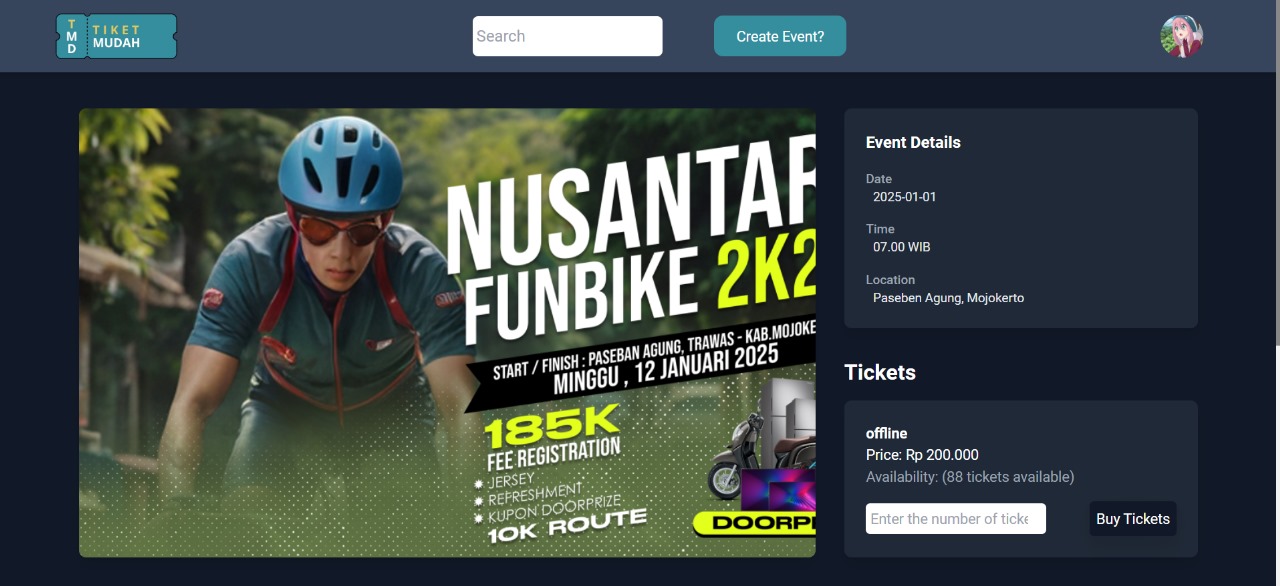 T
M
D
TIKET
MUDAH
Search
Create Event?
NUSANTAR
FUNBIKE 2K2
START / FINISH : PASEBAN AGUNG, TRAWAS - KAB.MOJOKE
MINGGU , 12 JANUARI 2025
185K
FEE REGISTRATION
JERSEY
REFRESHMENT
KUPON DOORPRIZE
10K ROUTE
DOORP
Event Details
Date
2025-01-01
Time
07.00 WIB
Location
Paseben Agung, Mojokerto
Tickets
offline
Price: Rp 200.000
Availability: (88 tickets available)
Enter the number of ticke
Buy Tickets